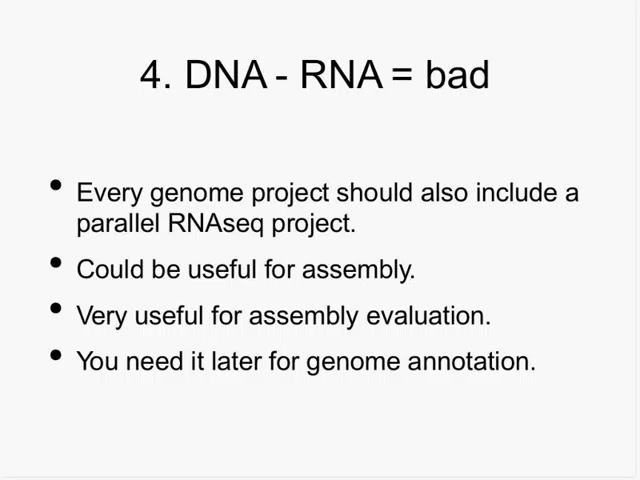 4. DNA - RNA = bad
• Every genome project should also include a
parallel RNAseq project.
• Could be useful for assembly.
• Very useful for assembly evaluation.
• You need it later for genome annotation.